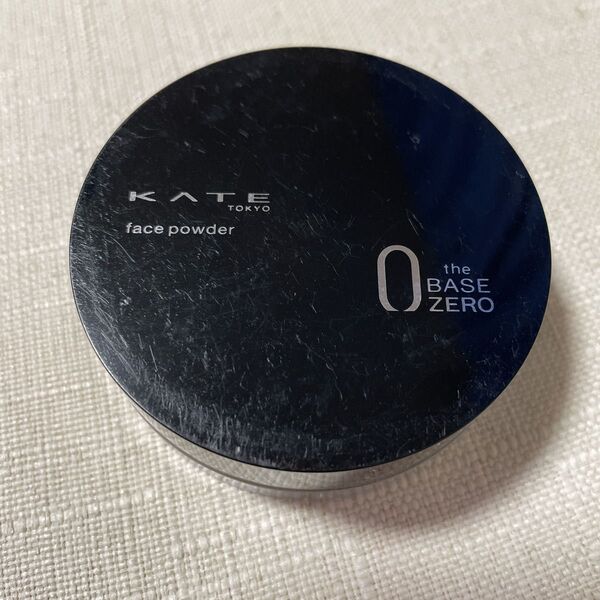 KATE
TOKYO
face powder
0
the
BASE
ZERO